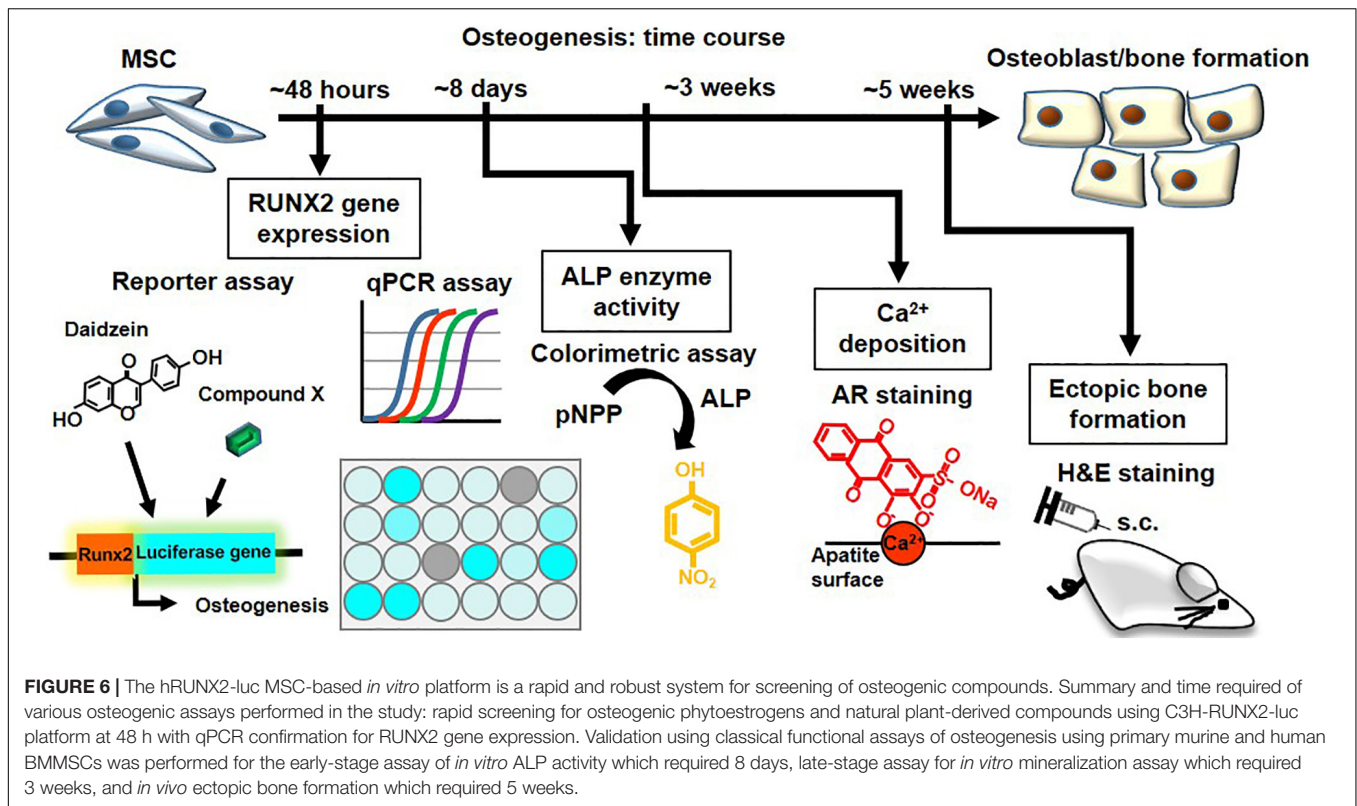 Osteogenesis: time course
MSC
Osteoblast/bone formation
~48 hours
~8 days
~3 weeks
~5 weeks
RUNX2 gene
expression
Reporter assay
qPCR assay
Daidzein
O
OH
HO
O
Compound X
Runx2
Luciferase gene
Osteogenesis
ALP enzyme
activity
Colorimetric assay
pNPP
ALP
OH
NO₂
Ca²⁺
deposition
AR staining
O
O
O
S
ONa
O
O⁻
O⁻
Ca²⁺
Apatite
surface
Ectopic bone
formation
H&E staining
s.c.
FIGURE 6 | The hRUNX2-luc MSC-based in vitro platform is a rapid and robust system for screening of osteogenic compounds. Summary and time required of
various osteogenic assays performed in the study: rapid screening for osteogenic phytoestrogens and natural plant-derived compounds using C3H-RUNX2-luc
platform at 48 h with qPCR confirmation for RUNX2 gene expression. Validation using classical functional assays of osteogenesis using primary murine and human
BMMSCs was performed for the early-stage assay of in vitro ALP activity which required 8 days, late-stage assay for in vitro mineralization assay which required
3 weeks, and in vivo ectopic bone formation which required 5 weeks.